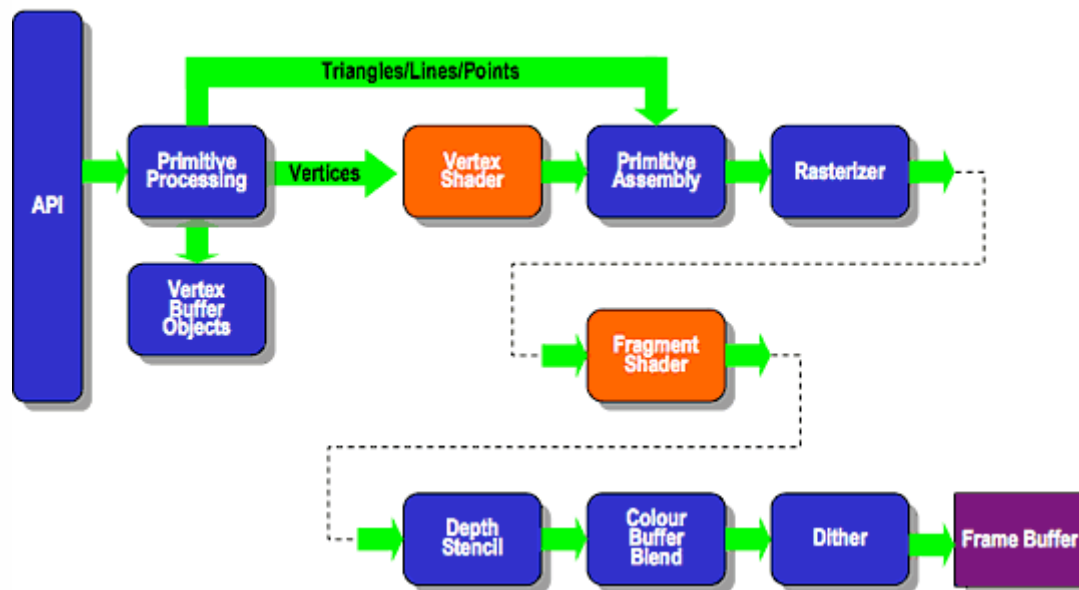 Triangles/Lines/Points
API
Primitive
Processing
Vertices
Vertex
Shader
Primitive
Assembly
Rasterizer
Vertex
Buffer
Objects
Fragment
Shader
Depth
Stencil
Colour
Buffer
Blend
Dither
Frame Buffer